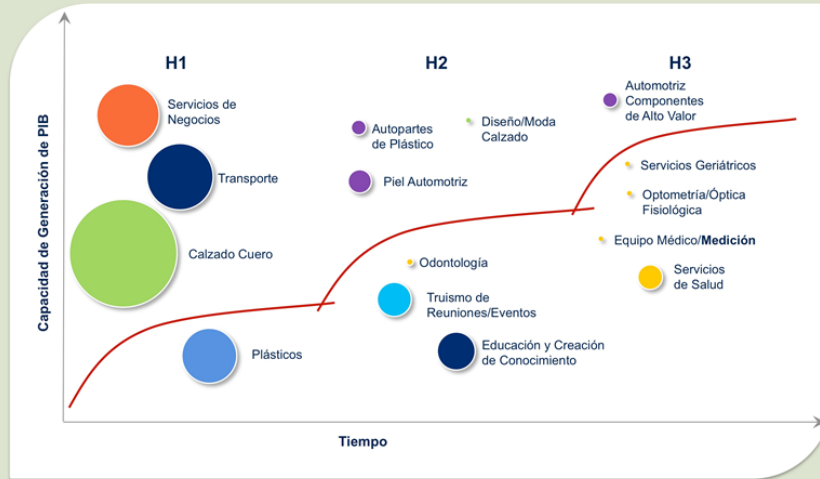 H1
H2
H3
Capacidad de Generación de PIB
Servicios de
Negocios
Transporte
Calzado Cuero
Plásticos
Autopartes
de Plástico
Diseño/Moda
Calzado
Piel Automotriz
Odontología
Truismo de
Reuniones/Eventos
Educación y Creación
de Conocimiento
Automotriz
Componentes
de Alto Valor
Servicios Geriátricos
Optometría/Óptica
Fisiológica
Equipo Médico/Medición
Servicios
de Salud
Tiempo